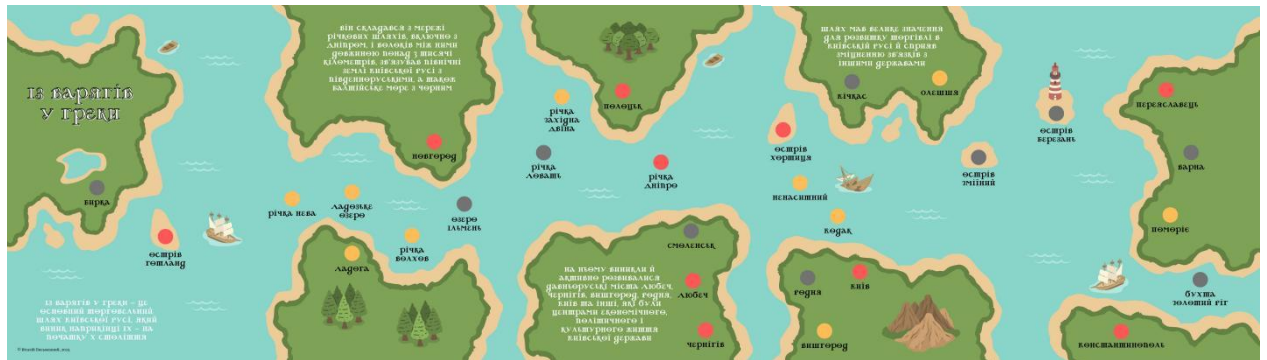 ІЗ ВАРЯГІВ
У ГРЕКИ
БИРКА
ОСТРІВ
ГОТЛАНД
ІЗ ВАРЯГІВ У ГРЕКИ - ЦЕ
ОСНОВНИЙ ТОРГОВЕЛЬНИЙ
ШЛЯХ КИЇВСЬКОЇ РУСІ, ЯКИЙ
ВИНИК НАПРИКІНЦІ IX - НА
ПОЧАТКУ X СТОЛІТТЯ
ВІН СКЛАДАВСЯ З МЕРЕЖІ
РІЧКОВИХ ШЛЯХІВ, ВКЛЮЧНО З
ДНІПРОМ, І ВОЛОКІВ МІЖ НИМИ
ДОВЖИНОЮ ПОНАД 3 ТИСЯЧІ
КІЛОМЕТРІВ, ЗВ'ЯЗУВАВ ПІВНІЧНІ
ЗЕМЛІ КИЇВСЬКОЇ РУСІ З
ПІВДЕННОРУСЬКИМИ, А ТАКОЖ
БАЛТІЙСЬКЕ МОРЕ З ЧОРНИМ
НОВГОРОД
РІЧКА НЕВА
ЛАДОЗЬКЕ
ОЗЕРО
РІЧКА
ВОЛХОВ
ОЗЕРО
ІЛЬМЕНЬ
ЛАДОГА
РІЧКА
ЗАХІДНА
ДВІНА
РІЧКА
ЛОВАТЬ
ПОЛОЦЬК
РІЧКА
ДНІПРО
СМОЛЕНСЬК
ЛЮБЕЧ
ЧЕРНІГІВ
НА НЬОМУ ВИНИКЛИ Й
АКТИВНО РОЗВИВАЛИСЯ
ДАВНЬОРУСЬКІ МІСТА ЛЮБЕЧ,
ЧЕРНІГІВ, ВИШГОРОД, РОДНЯ,
КИЇВ ТА ІНШІ, ЯКІ БУЛИ
ЦЕНТРАМИ ЕКОНОМІЧНОГО,
ПОЛІТИЧНОГО І
КУЛЬТУРНОГО ЖИТТЯ
КИЇВСЬКОЇ ДЕРЖАВИ
ШЛЯХ МАВ ВЕЛИКЕ ЗНАЧЕННЯ
ДЛЯ РОЗВИТКУ ТОРГІВЛІ В
КИЇВСЬКІЙ РУСІ Й СПРИЯВ
ЗМІЦНЕННЮ ЗВ'ЯЗКІВ З
ІНШИМИ ДЕРЖАВАМИ
КІЧКАС
ОЛЕШШЯ
ОСТРІВ
ХОРТИЦЯ
НЕНАСИТНИЙ
КОДАК
ОСТРІВ
ЗМІЇНИЙ
РОДНЯ
КИЇВ
ВИШГОРОД
ОСТРІВ
БЕРЕЗАНЬ
ПЕРЕЯСЛАВЕЦЬ
ВАРНА
ПОМОРІЄ
БУХТА
ЗОЛОТИЙ РІГ
КОНСТАНТИНОПОЛЬ